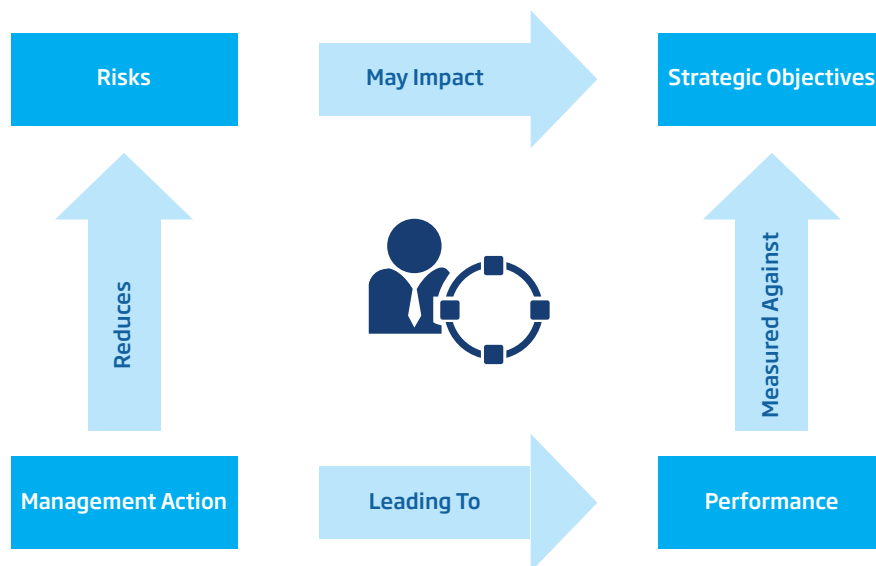 Risks
May Impact
Strategic Objectives
Reduces
Measured Against
Management Action
Leading To
Performance